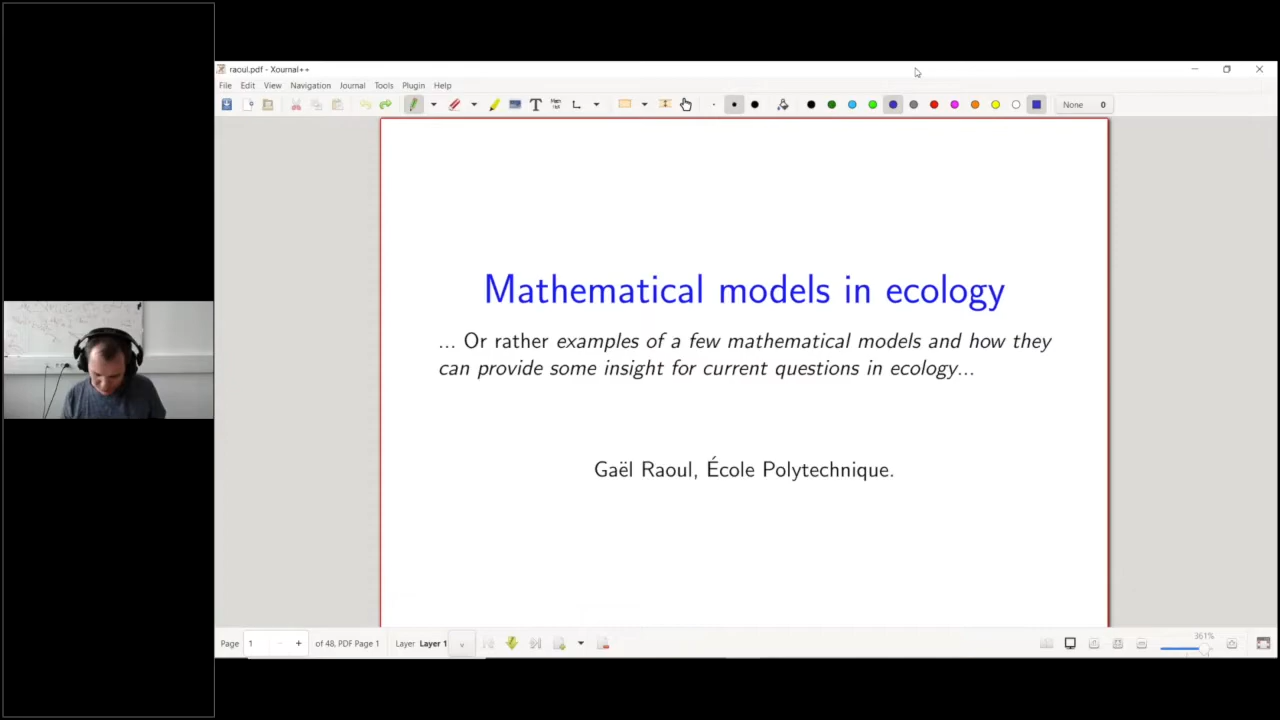 raoul.pdf - Xournal++
File Edit View Navigation Journal Tools Plugin Help
None 0
Mathematical models in ecology
... Or rather examples of a few mathematical models and how they
can provide some insight for current questions in ecology...
Gaël Raoul, École Polytechnique.
Page 1 - + of 48, PDF Page 1 Layer Layer 1
361%